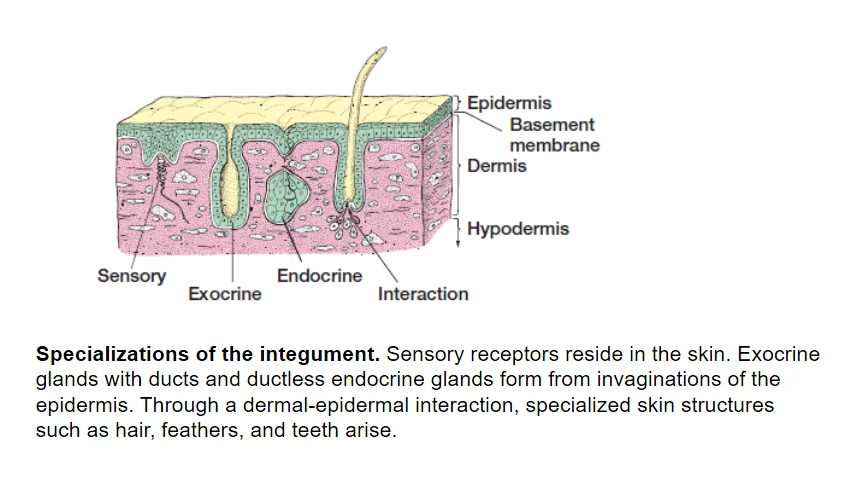 Epidermis
Basement
membrane
Dermis
Hypodermis
Sensory
Endocrine
Exocrine
Interaction
Specializations of the integument. Sensory receptors reside in the skin. Exocrine
glands with ducts and ductless endocrine glands form from invaginations of the
epidermis. Through a dermal-epidermal interaction, specialized skin structures
such as hair, feathers, and teeth arise.